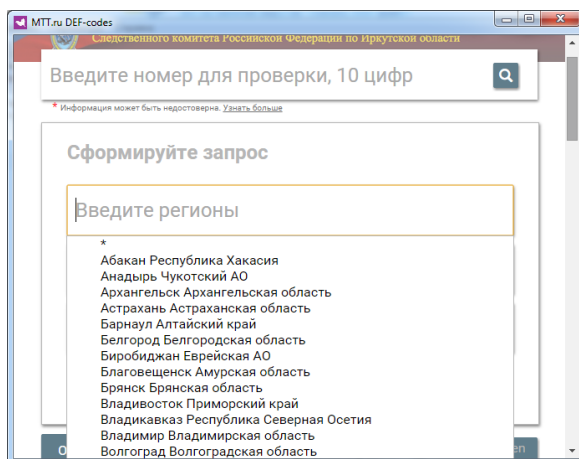 MTT.ru DEF-codes
Следственного комитета Российской Федерации по Иркутской области
Введите номер для проверки, 10 цифр
* Информация может быть недостоверна. Узнать больше
Сформируйте запрос
Введите регионы
*
Абакан Республика Хакасия
Анадырь Чукотский АО
Архангельск Архангельская область
Астрахань Астраханская область
Барнаул Алтайский край
Белгород Белгородская область
Биробиджан Еврейская АО
Благовещенск Амурская область
Брянск Брянская область
Владивосток Приморский край
Владикавказ Республика Северная Осетия
Владимир Владимирская область
Волгоград Волгоградская область